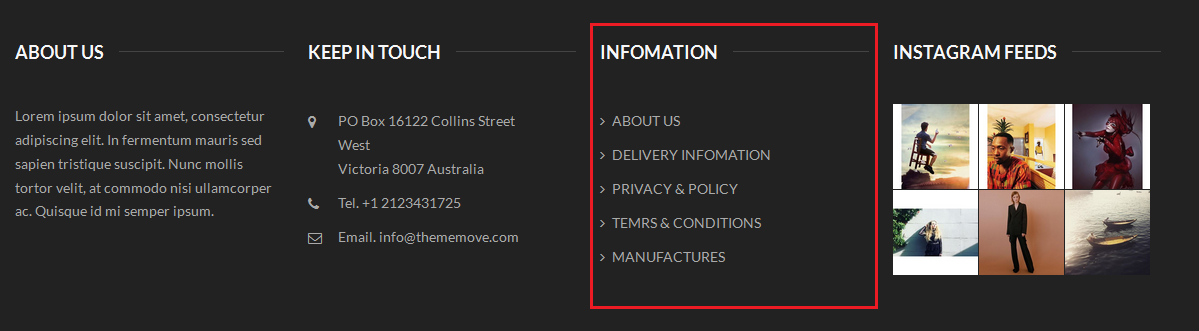 ABOUT US
Lorem ipsum dolor sit amet, consectetur
adipiscing elit. In fermentum mauris sed
sapien tristique suscipit. Nunc mollis
tortor velit, at commodo nisi ullamcorper
ac. Quisque id mi semper ipsum.
KEEP IN TOUCH
PO Box 16122 Collins Street
West
Victoria 8007 Australia
Tel. +1 2123431725
Email. info@thememove.com
INFOMATION
ABOUT US
DELIVERY INFOMATION
PRIVACY & POLICY
TEMRS & CONDITIONS
MANUFACTURES
INSTAGRAM FEEDS